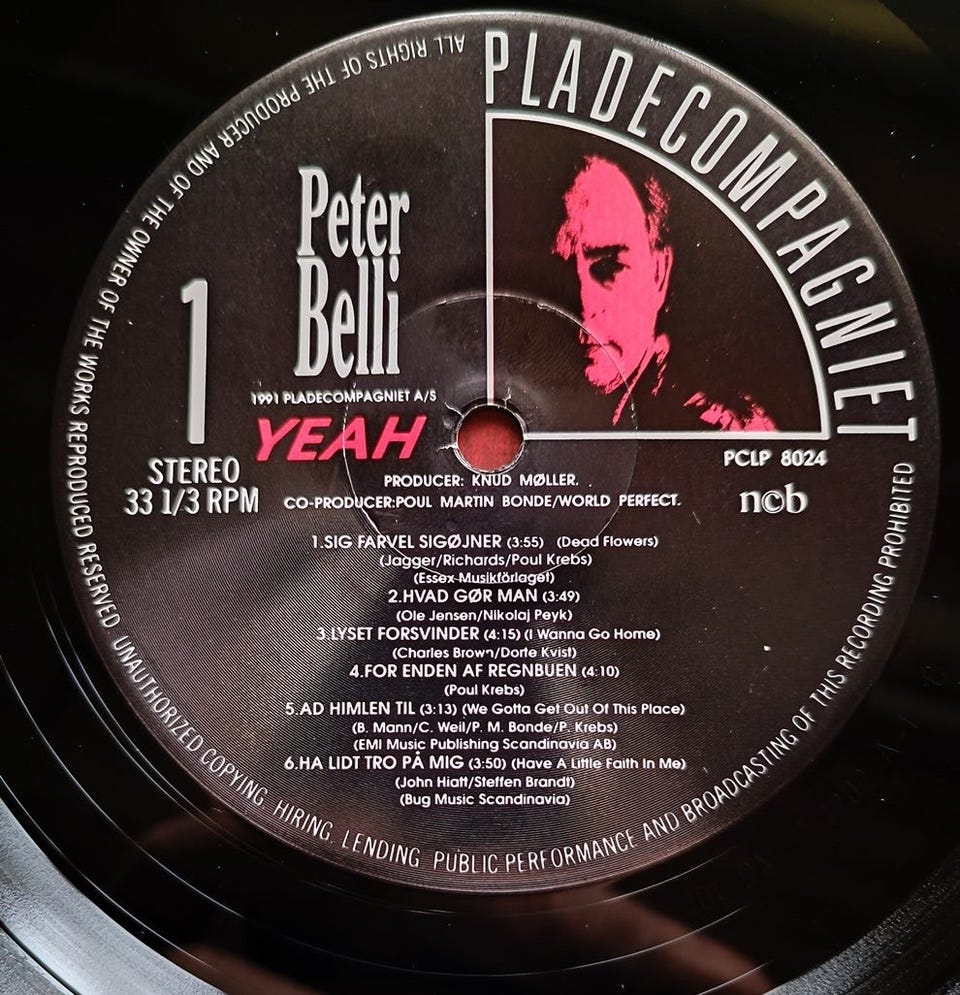 PLADECOMPAGNIET
Peter
Belli
1
1991 PLADECOMPAGNIET A/S
YEAH
STEREO
33 1/3 RPM
PCLP 8024
n©b
PRODUCER: KNUD MØLLER.
CO-PRODUCER:POUL MARTIN BONDE/WORLD PERFECT.
1.SIG FARVEL SIGØJNER (3:55) (Dead Flowers)
(Jagger/Richards/Poul Krebs)
(Essex Musikförlaget)
2.HVAD GØR MAN (3:49)
(Ole Jensen/Nikolaj Peyk)
3.LYSET FORSVINDER (4:15) (I Wanna Go Home)
(Charles Brown/Dorte Kvist)
4.FOR ENDEN AF REGNBUEN (4:10)
(Poul Krebs)
5.AD HIMLEN TIL (3:13) (We Gotta Get Out Of This Place)
(B. Mann/C. Weil/P. M. Bonde/P. Krebs)
(EMI Music Publishing Scandinavia AB)
6.HA LIDT TRO PÅ MIG (3:50) (Have A Little Faith In Me)
(John Hiatt/Steffen Brandt)
(Bug Music Scandinavia)
ALL RIGHTS OF THE PRODUCER AND OF THE OWNER OF THE WORKS REPRODUCED RESERVED. UNAUTHORIZED COPYING, HIRING, LENDING, PUBLIC PERFORMANCE AND BROADCASTING OF THIS RECORDING PROHIBITED